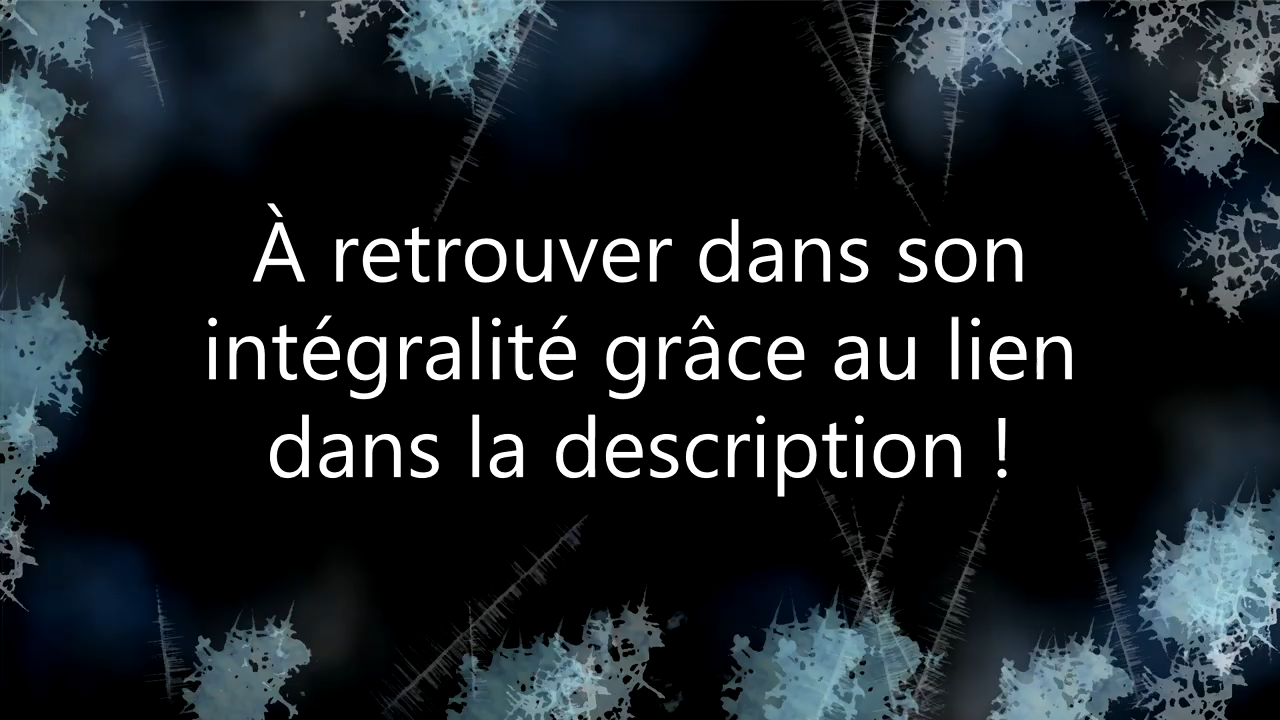 À retrouver dans son
intégralité grâce au lien
dans la description !